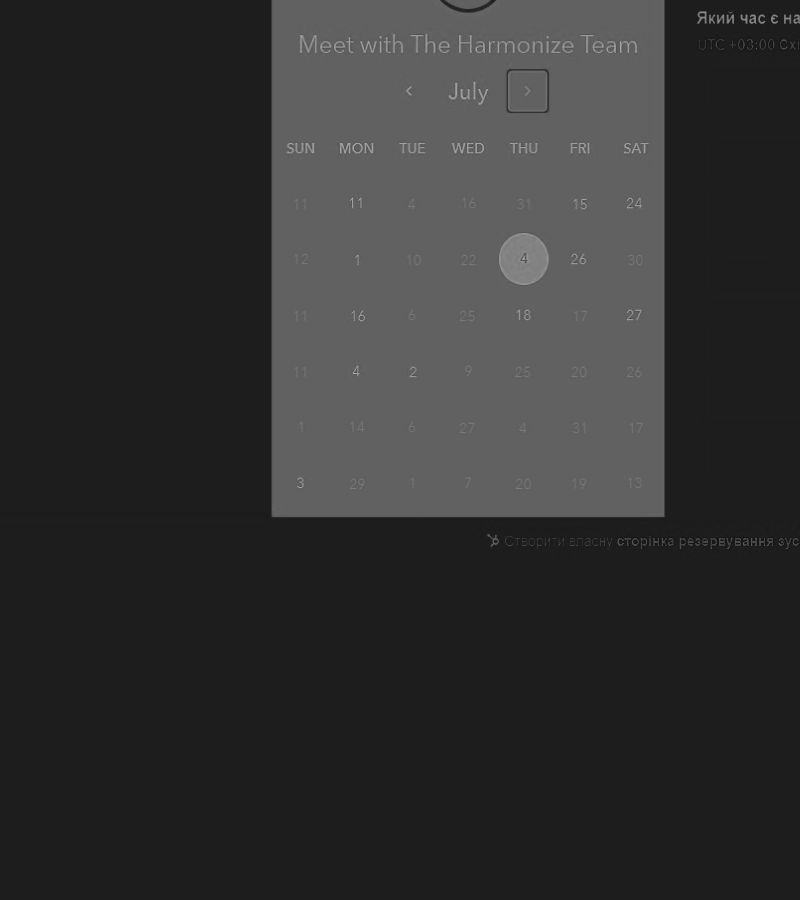 Який час є на
UTC +03:00 Схі
Meet with The Harmonize Team
July
SUN MON TUE WED THU FRI SAT
11 11 4 16 31 15 24
12 1 10 22 4 26 30
11 16 6 25 18 17 27
11 4 2 9 25 20 26
1 14 6 27 4 31 17
3 29 1 7 20 19 13
Створити власну сторінка резервування зус